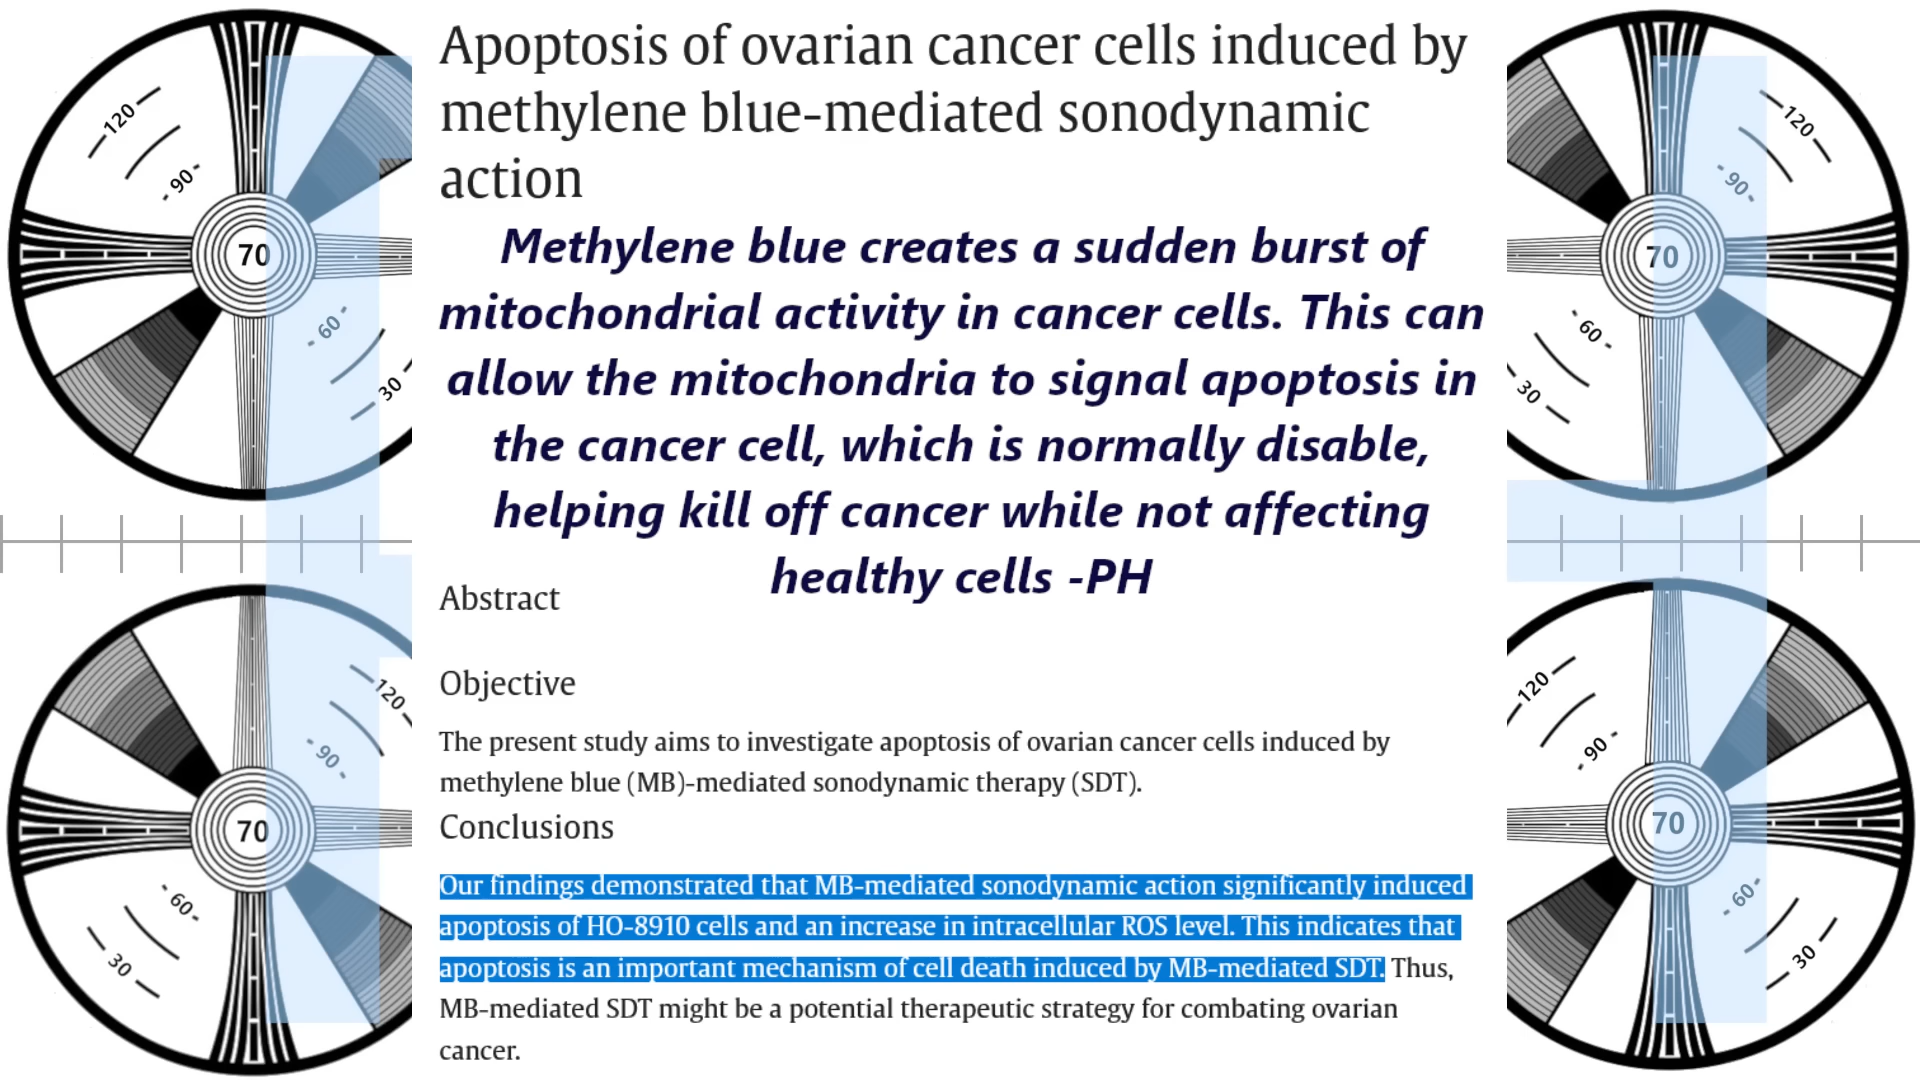 Apoptosis of ovarian cancer cells induced by
methylene blue-mediated sonodynamic
action
Methylene blue creates a sudden burst of
mitochondrial activity in cancer cells. This can
allow the mitochondria to signal apoptosis in
the cancer cell, which is normally disable,
helping kill off cancer while not affecting
healthy cells -PH
Abstract
Objective
The present study aims to investigate apoptosis of ovarian cancer cells induced by
methylene blue (MB)-mediated sonodynamic therapy (SDT).
Conclusions
Our findings demonstrated that MB-mediated sonodynamic action significantly induced
apoptosis of HO-8910 cells and an increase in intracellular ROS level. This indicates that
apoptosis is an important mechanism of cell death induced by MB-mediated SDT. Thus,
MB-mediated SDT might be a potential therapeutic strategy for combating ovarian
cancer.
120
90
70
60
30
120
90
70
60
30
120
90
70
60
30
120
90
70
60
30